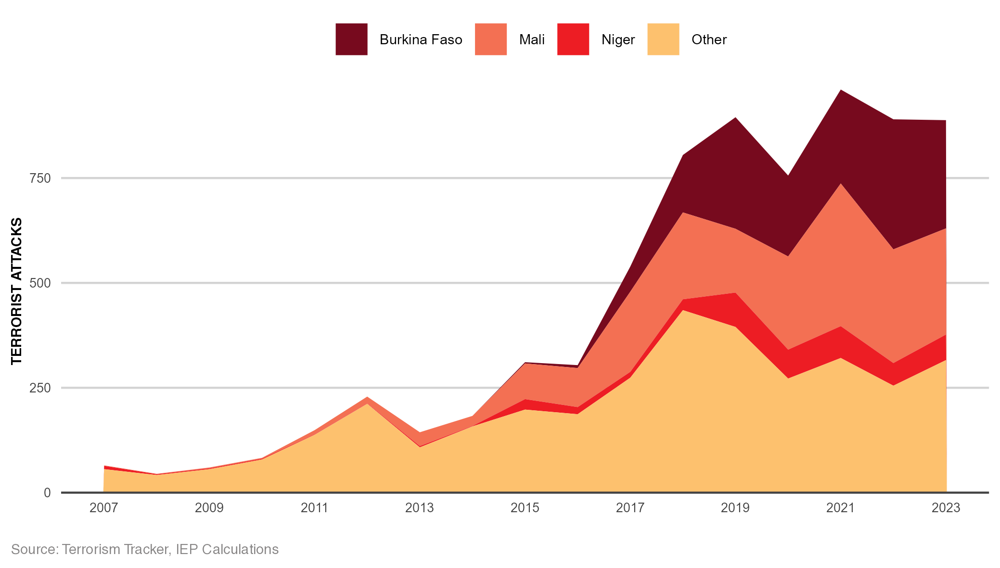 Burkina Faso Mali Niger Other
TERRORIST ATTACKS
750
500
250
0
2007 2009 2011 2013 2015 2017 2019 2021 2023
Source: Terrorism Tracker, IEP Calculations